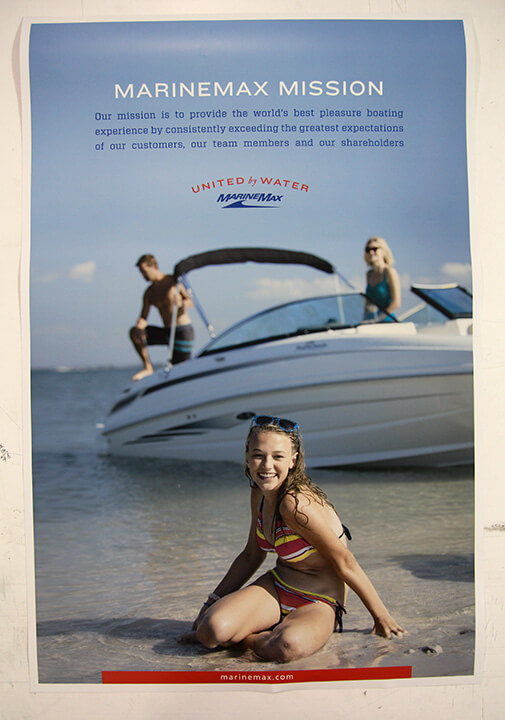 MARINEMAX MISSION
Our mission is to provide the world's best pleasure boating
experience by consistently exceeding the greatest expectations
of our customers, our team members and our shareholders
UNITED by WATER
MARINEMAX
marinemax.com